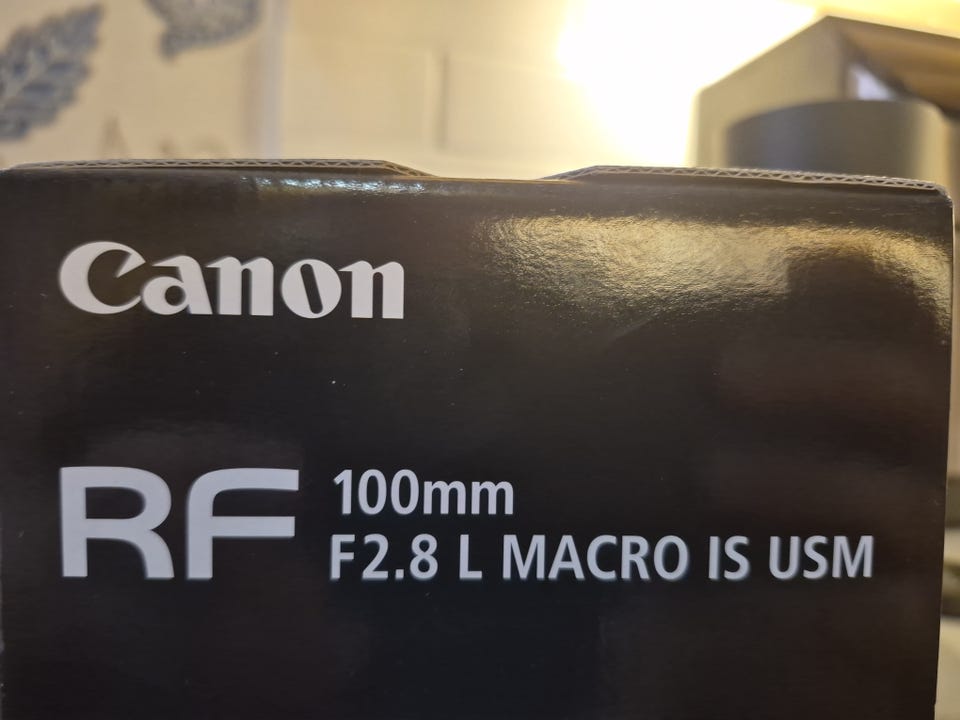 Canon
RF 100mm
F2.8 L MACRO IS USM